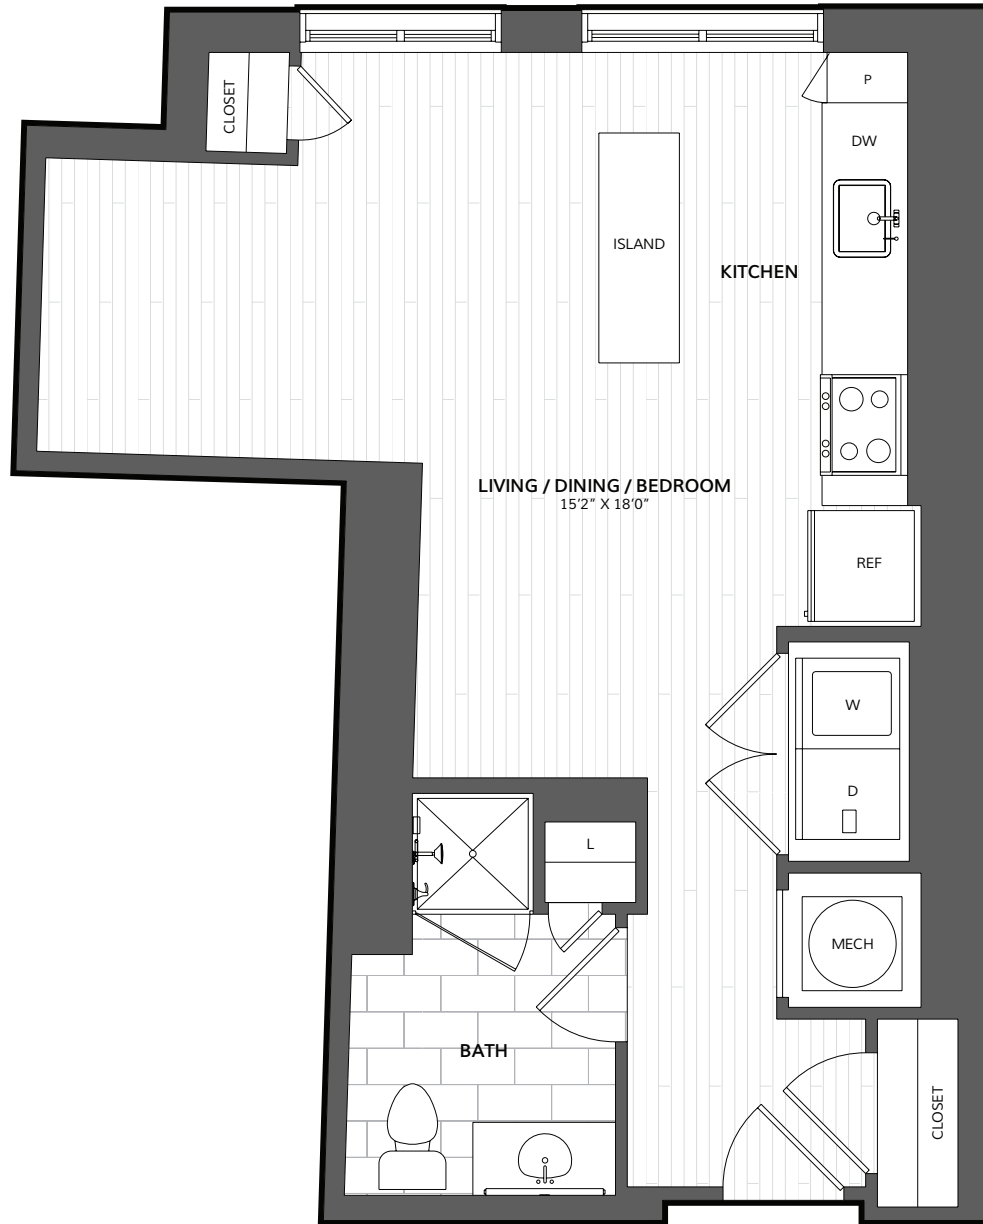 CLOSET
P
DW
ISLAND
KITCHEN
LIVING / DINING / BEDROOM
15'2" X 18'0"
REF
W
D
L
MECH
BATH
CLOSET